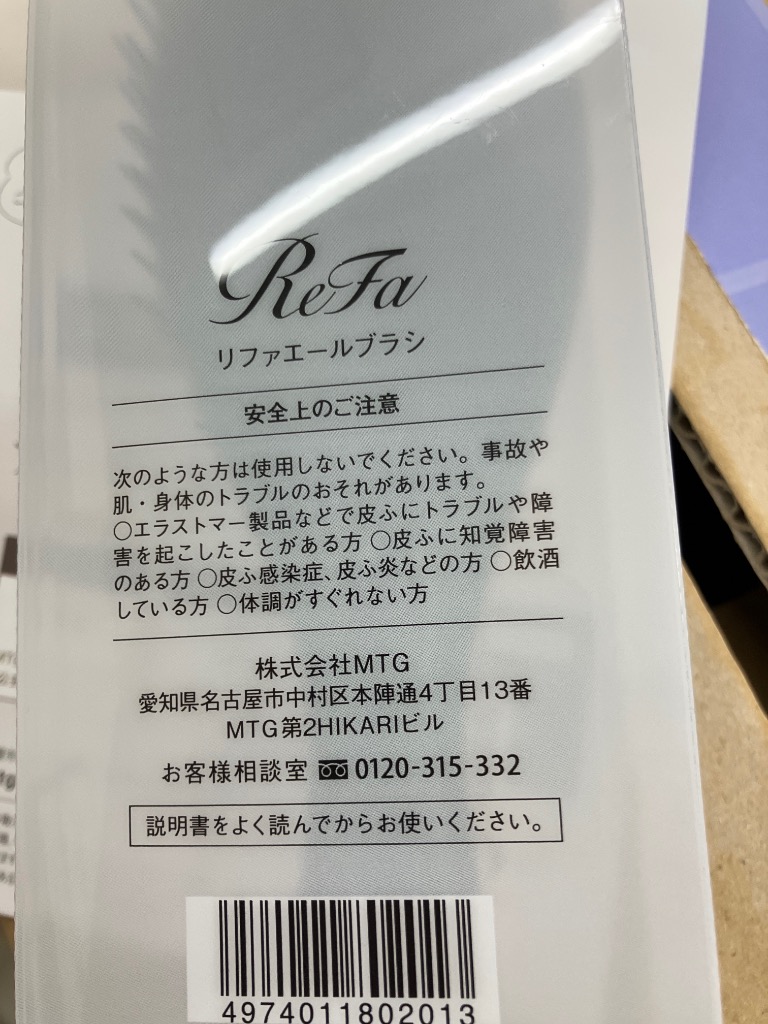 ReFa
リファエールブラシ
安全上のご注意
次のような方は使用しないでください。事故や
肌・身体のトラブルのおそれがあります。
○エラストマー製品などで皮ふにトラブルや障
害を起こしたことがある方 ○皮ふに知覚障害
のある方 ○皮ふ感染症、皮ふ炎などの方 ○飲酒
している方 ○体調がすぐれない方
株式会社MTG
愛知県名古屋市中村区本陣通4丁目13番
MTG第2HIKARIビル
お客様相談室 0120-315-332
説明書をよく読んでからお使いください。
4974011802013